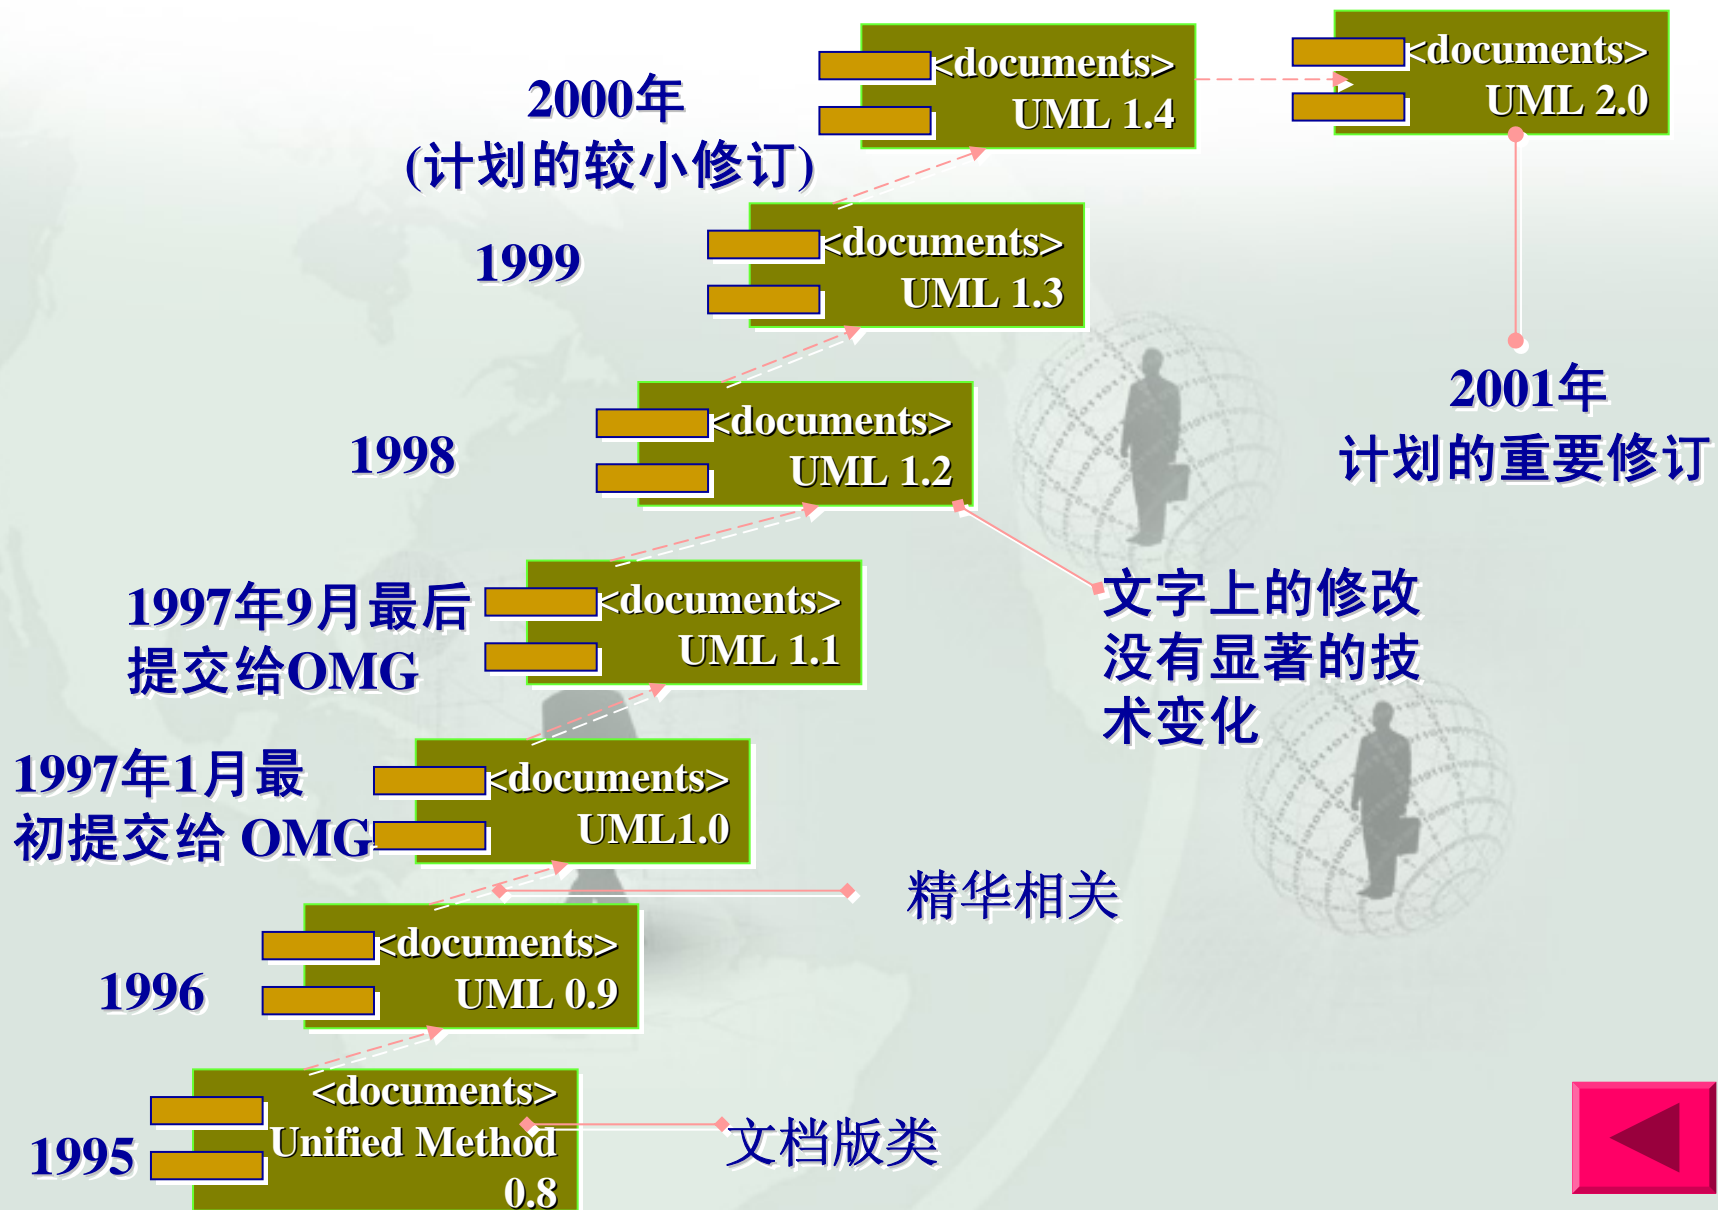 <documents>
UML 2.0
<documents>
UML 1.4
2000年
(计划的较小修订)
<documents>
UML 1.3
1999
2001年
计划的重要修订
<documents>
UML 1.2
1998
文字上的修改
没有显著的技
术变化
<documents>
UML 1.1
1997年9月最后
提交给OMG
<documents>
UML1.0
1997年1月最
初提交给 OMG
精华相关
<documents>
UML 0.9
1996
<documents>
Unified Method
0.8
1995
文档版类